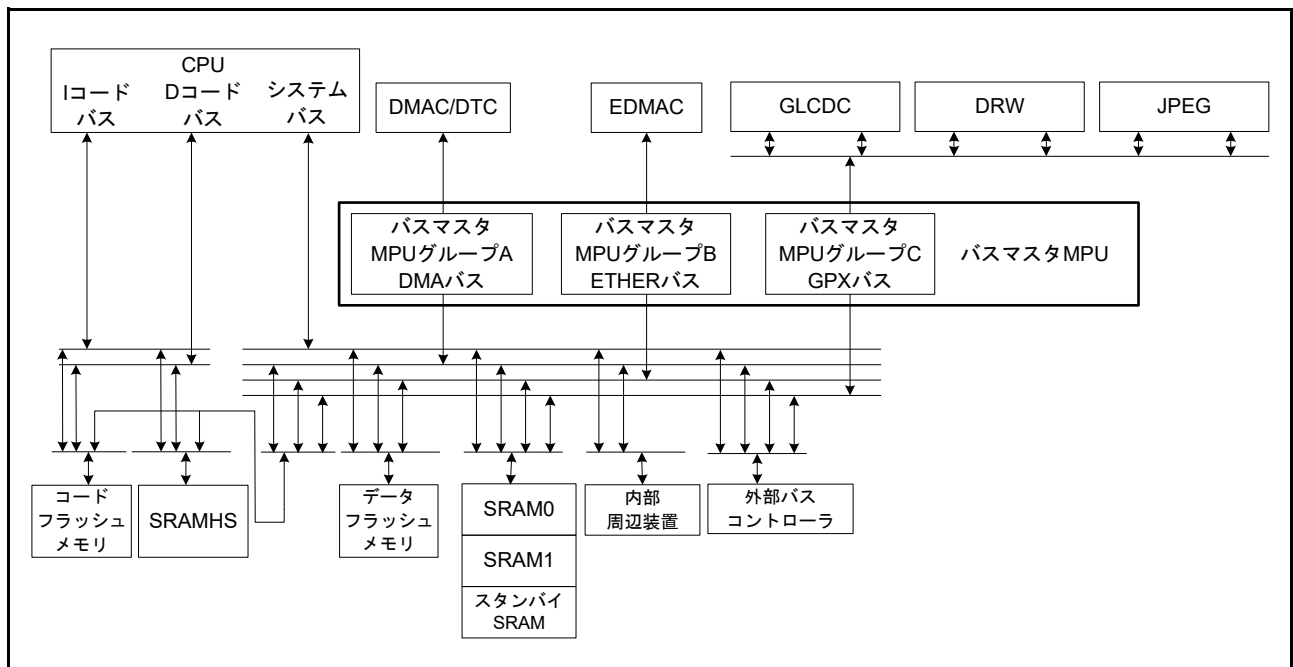 CPU
Iコード
バス
Dコード
バス
システム
バス
DMAC/DTC
EDMAC
GLCDC
DRW
JPEG
バスマスタ
MPUグループA
DMAバス
バスマスタ
MPUグループB
ETHERバス
バスマスタ
MPUグループC
GPXバス
バスマスタMPU
コード
フラッシュ
メモリ
SRAMHS
データ
フラッシュ
メモリ
SRAM0
SRAM1
スタンバイ
SRAM
内部
周辺装置
外部バス
コントローラ